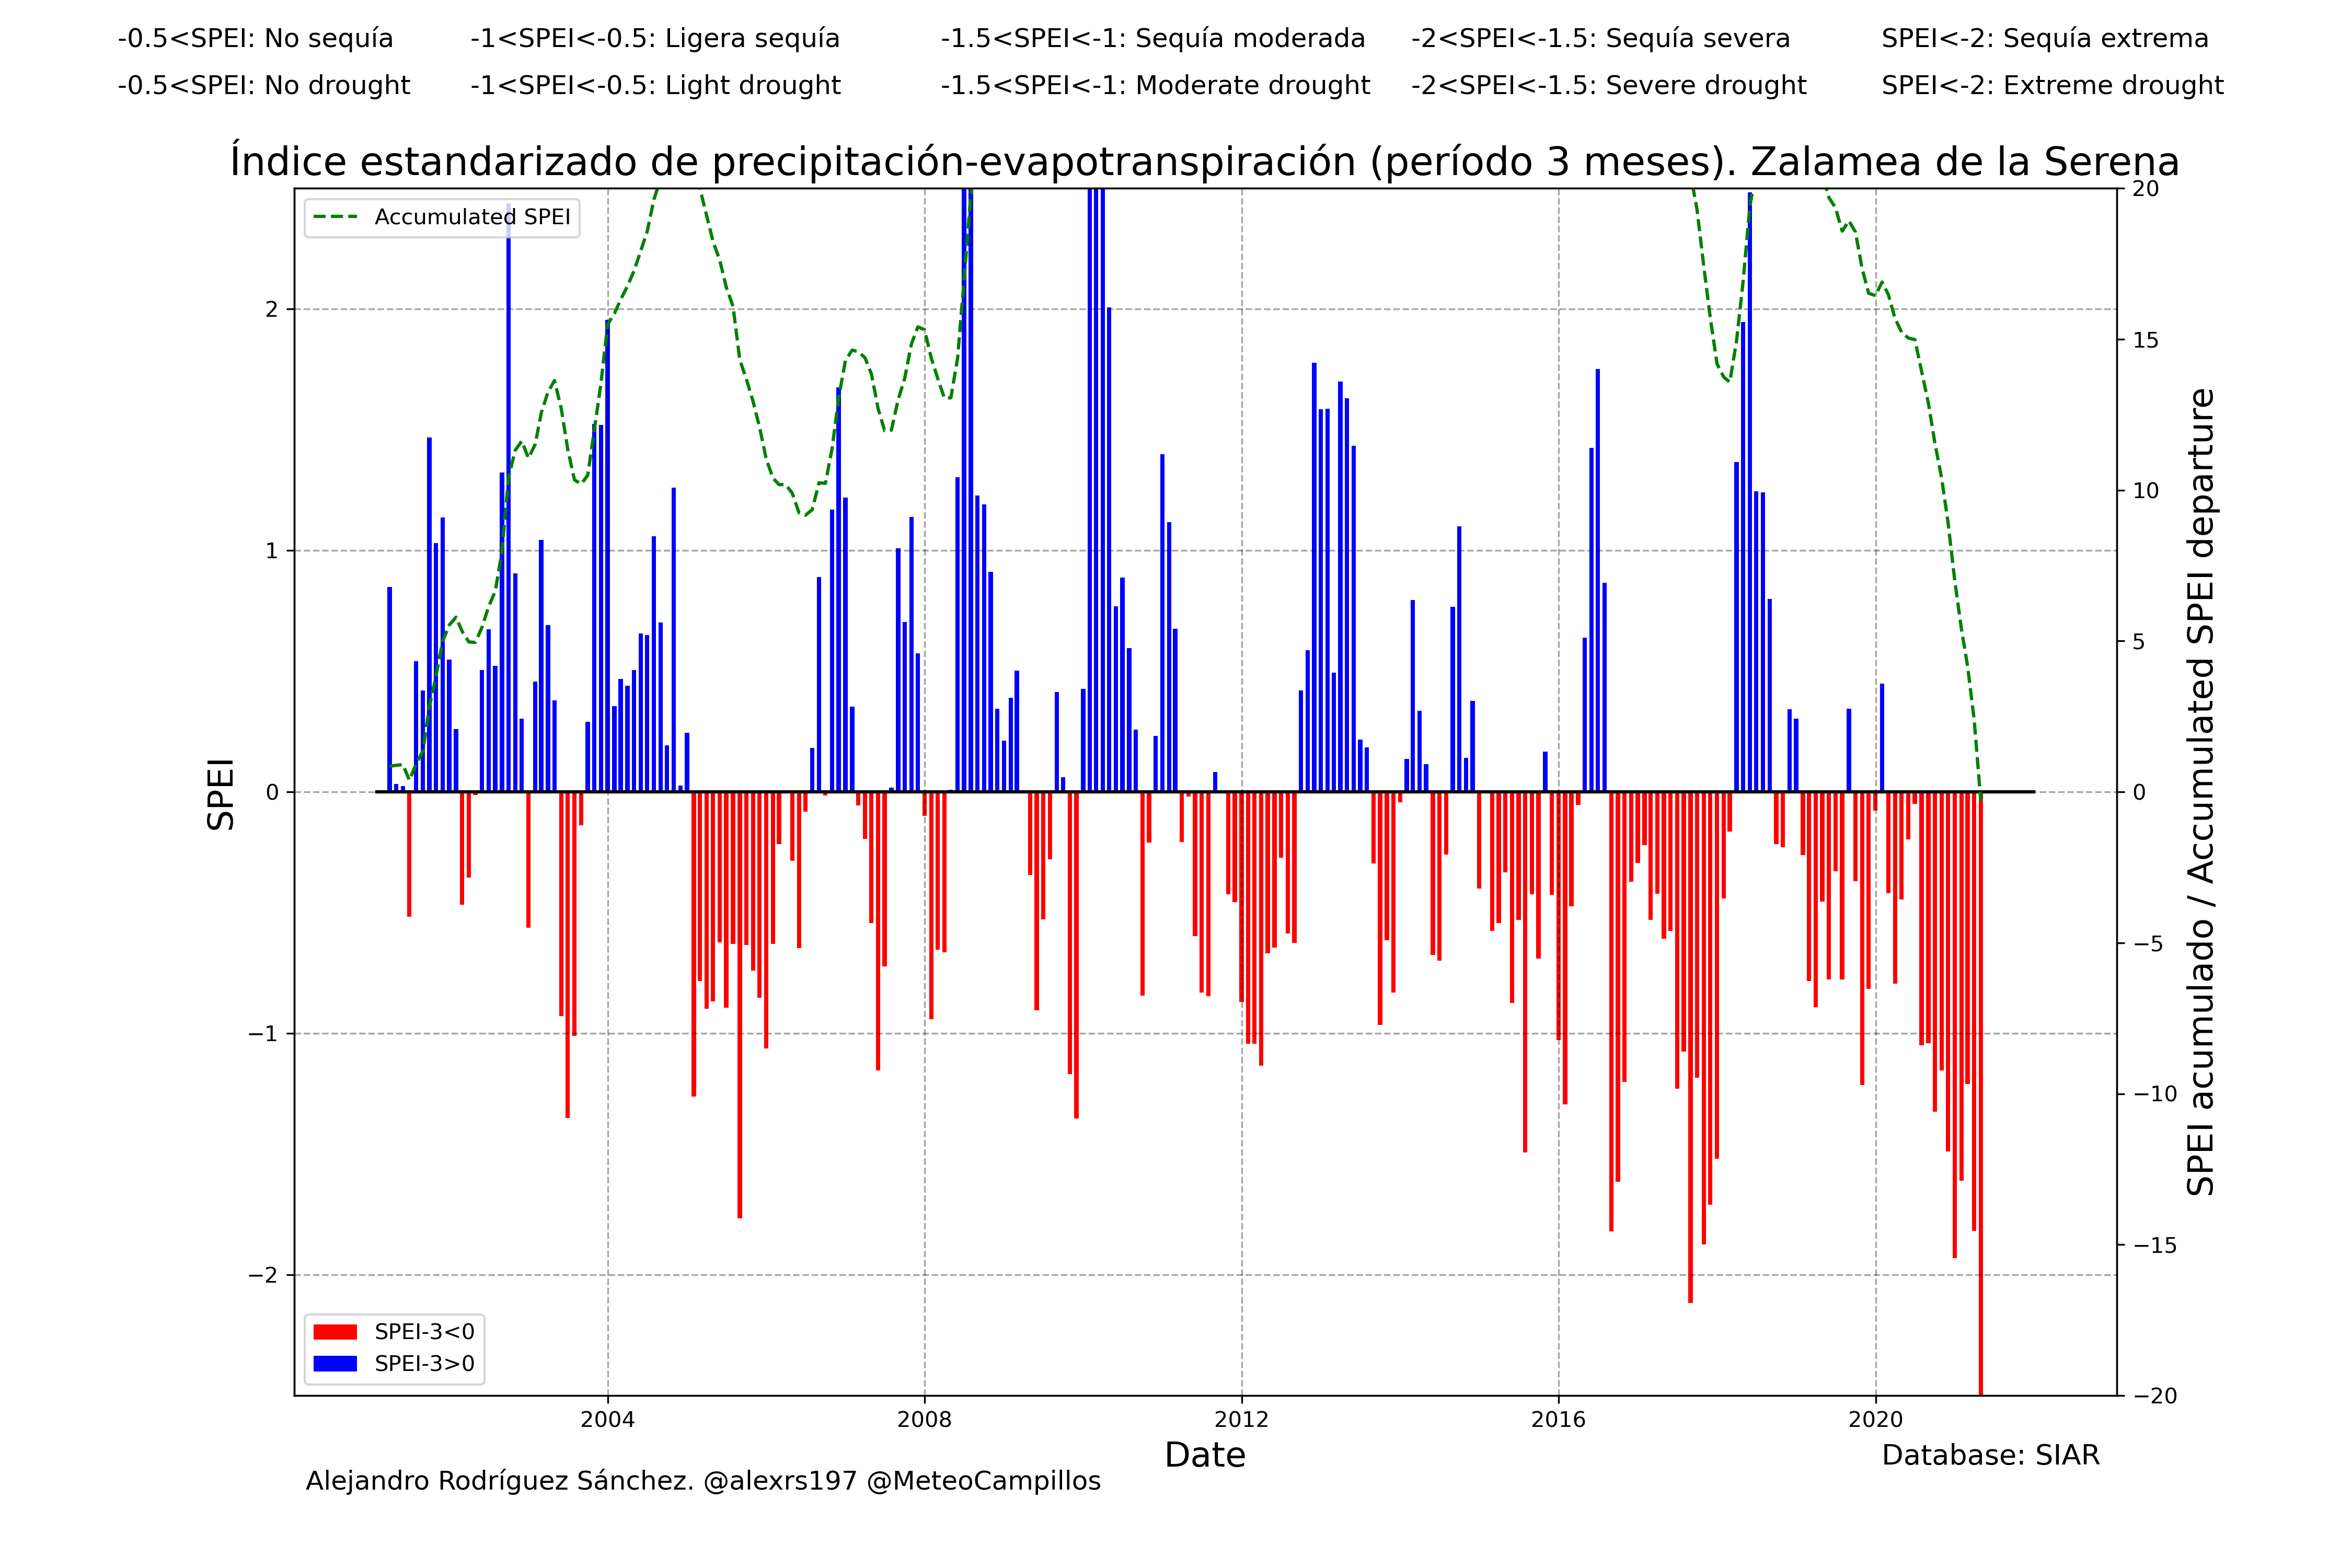 -0.5<SPEI: No sequía -1<SPEI<-0.5: Ligera sequía -1.5<SPEI<-1: Sequía moderada -2<SPEI<-1.5: Sequía severa SPEI<-2: Sequía extrema
-0.5<SPEI: No drought -1<SPEI<-0.5: Light drought -1.5<SPEI<-1: Moderate drought -2<SPEI<-1.5: Severe drought SPEI<-2: Extreme drought
Índice estandarizado de precipitación-evapotranspiración (período 3 meses). Zalamea de la Serena
Accumulated SPEI
SPEI
2
1
0
−1
−2
20
15
10
5
0
−5
−10
−15
−20
SPEI acumulado / Accumulated SPEI departure
SPEI-3<0
SPEI-3>0
2004 2008 2012 2016 2020
Date
Database: SIAR
Alejandro Rodríguez Sánchez. @alexrs197 @MeteoCampillos